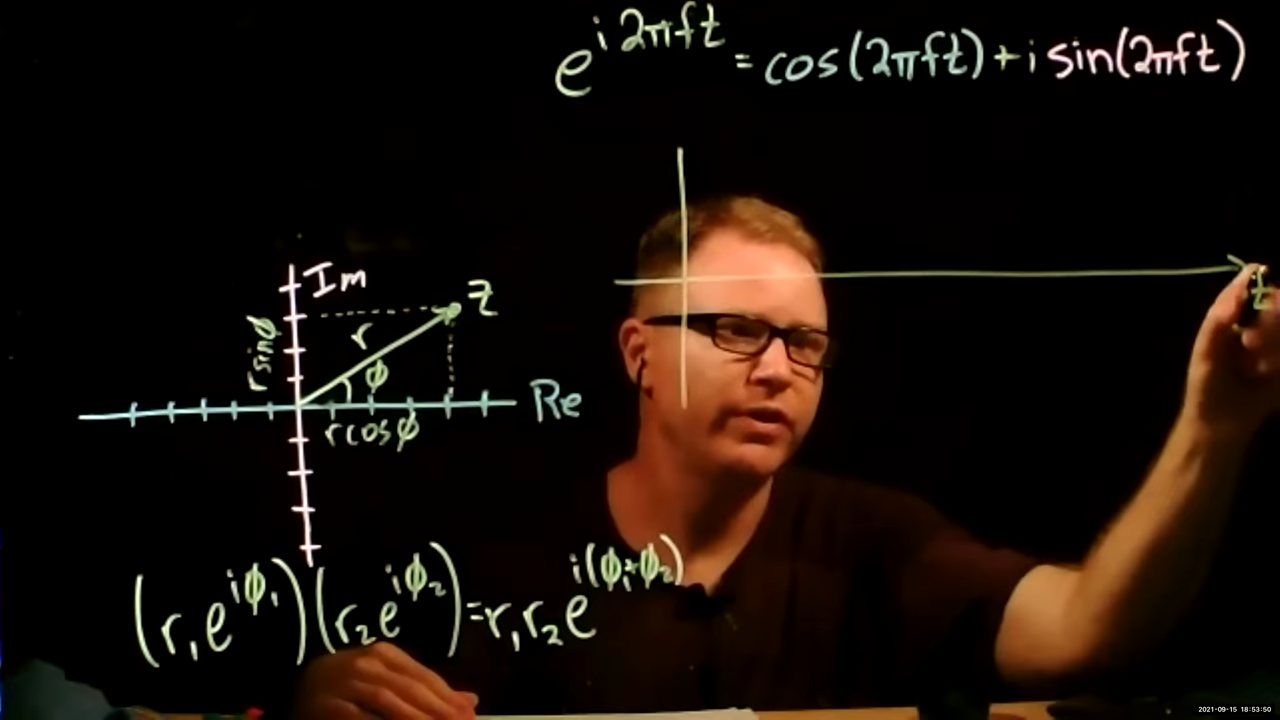 e^{i2πft} = cos(2πft) + i sin(2πft)
Im
z
r
r sinϕ
ϕ
Re
r cosϕ
t
(r₁e^{iϕ₁})(r₂e^{iϕ₂})=r₁r₂e^{i(ϕ₁+ϕ₂)}
2021-09-15 18:53:50